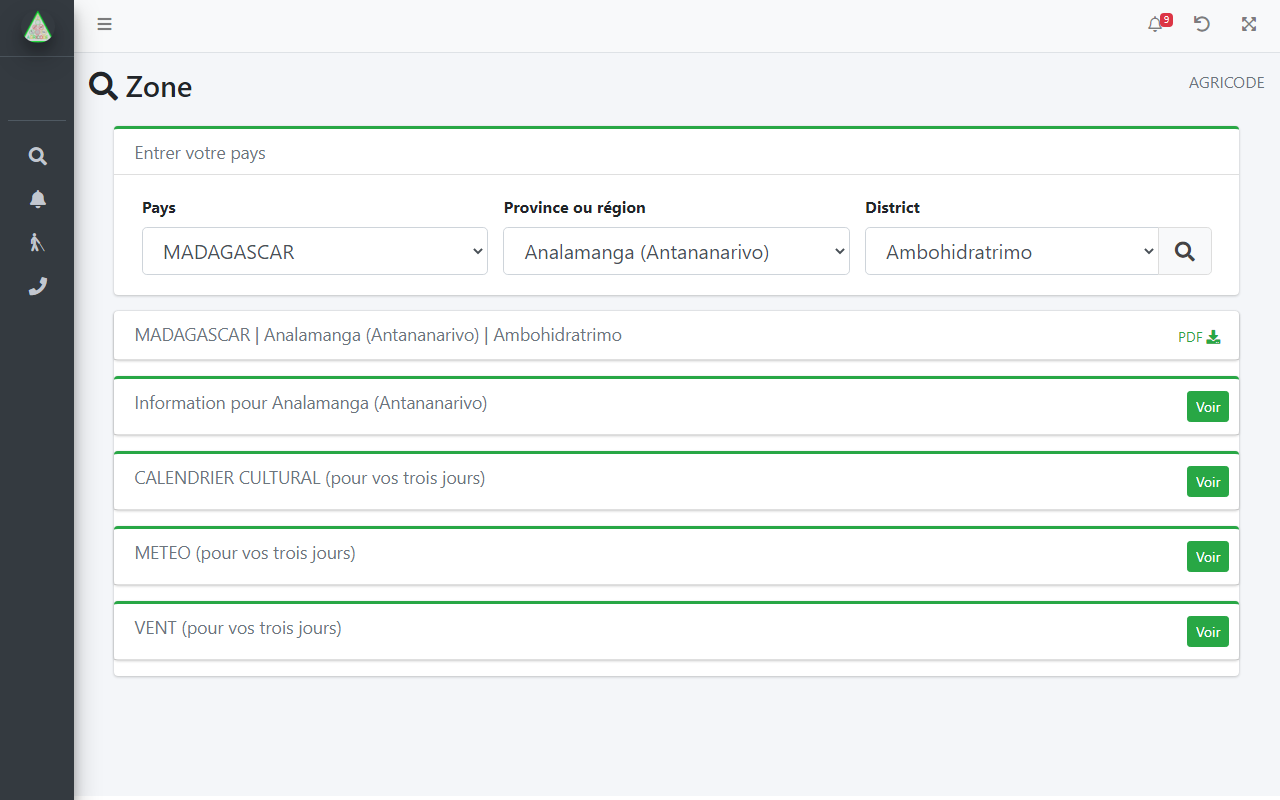 9
Zone
AGRICODE
Entrer votre pays
Pays
Province ou région
District
MADAGASCAR
Analamanga (Antananarivo)
Ambohidratrimo
MADAGASCAR | Analamanga (Antananarivo) | Ambohidratrimo
PDF
Information pour Analamanga (Antananarivo)
Voir
CALENDRIER CULTURAL (pour vos trois jours)
Voir
METEO (pour vos trois jours)
Voir
VENT (pour vos trois jours)
Voir